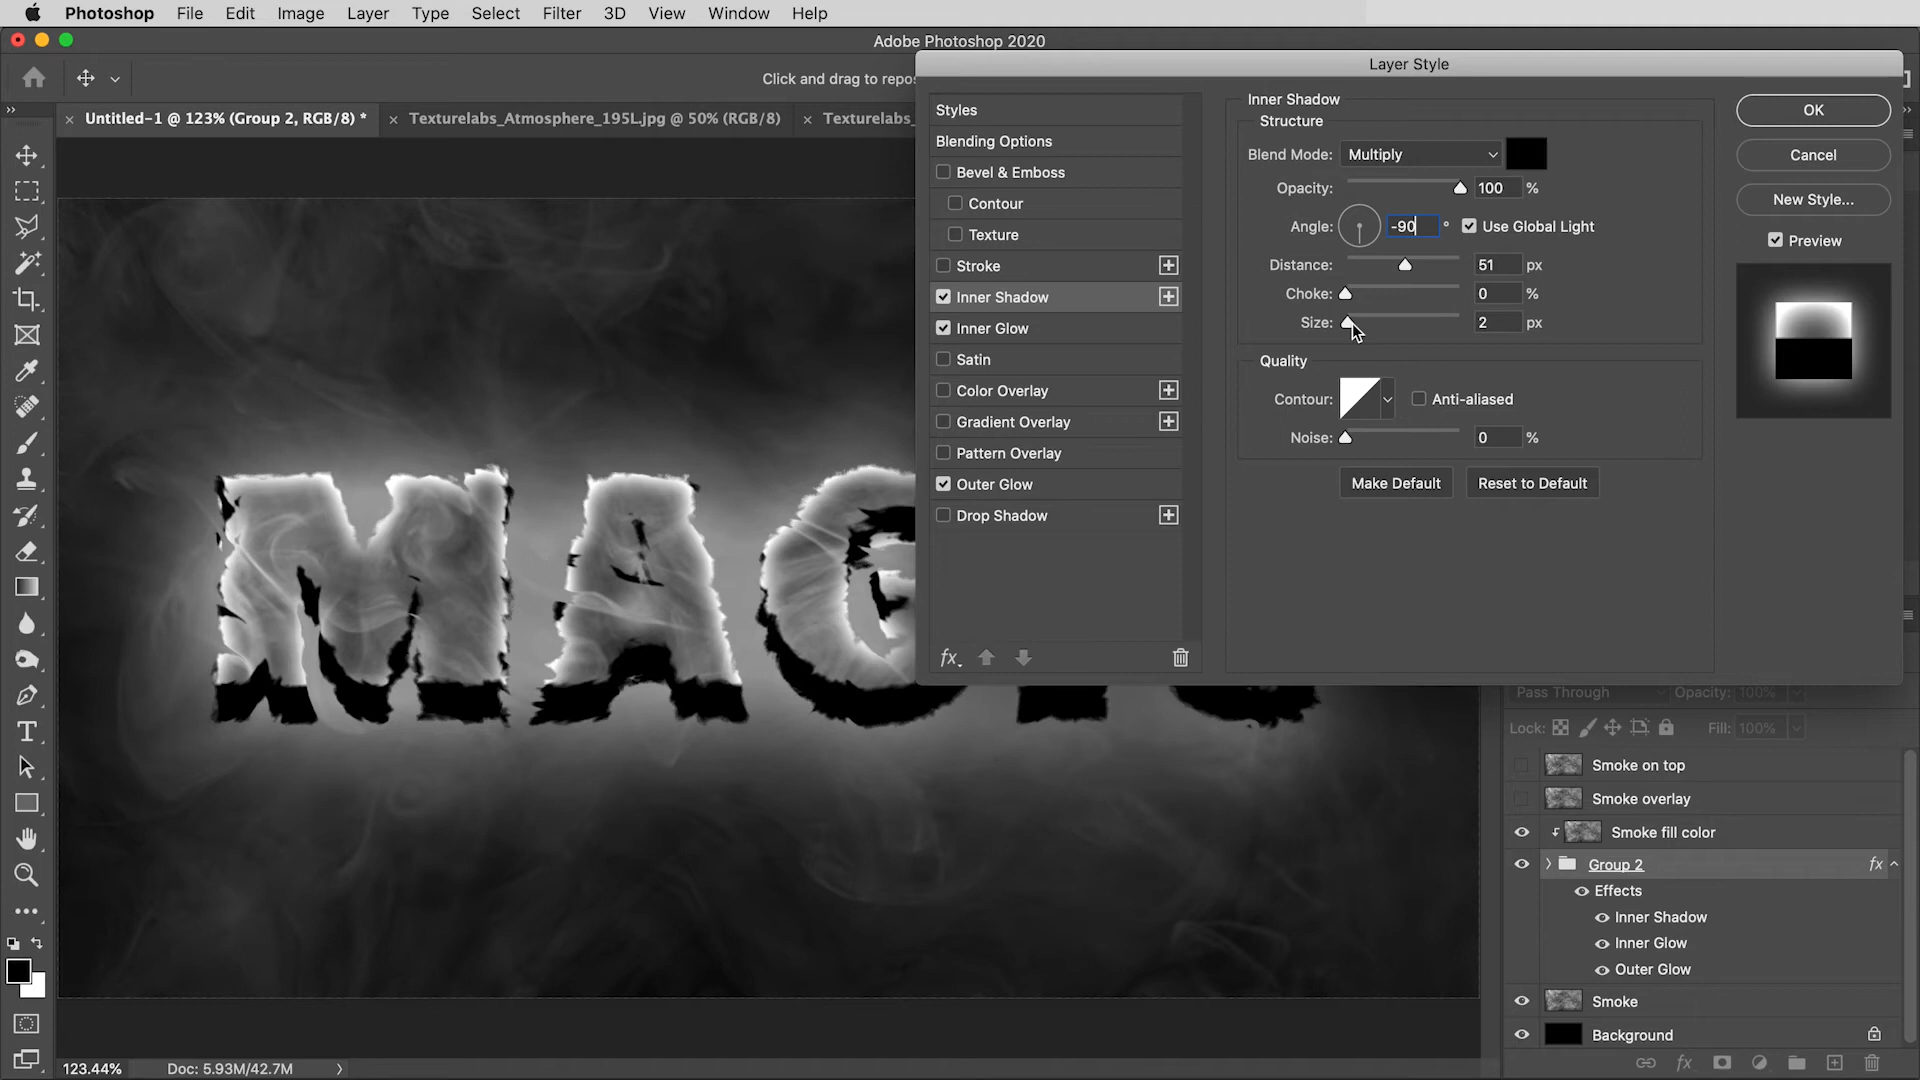 Photoshop File Edit Image Layer Type Select Filter 3D View Window Help
Adobe Photoshop 2020
Click and drag to repos
Untitled-1 @ 123% (Group 2, RGB/8) *
Texturelabs_Atmosphere_195L.jpg @ 50% (RGB/8)
Texturelabs_
Layer Style
Styles
Blending Options
Bevel & Emboss
Contour
Texture
Stroke
Inner Shadow
Inner Glow
Satin
Color Overlay
Gradient Overlay
Pattern Overlay
Outer Glow
Drop Shadow
fx
Inner Shadow
Structure
Blend Mode: Multiply
Opacity: 100 %
Angle: -90 ° Use Global Light
Distance: 51 px
Choke: 0 %
Size: 2 px
Quality
Contour: Anti-aliased
Noise: 0 %
Make Default Reset to Default
OK
Cancel
New Style...
Preview
MAGIC
Pass Through Opacity: 100%
Lock: Fill: 100%
Smoke on top
Smoke overlay
Smoke fill color
Group 2 fx
Effects
Inner Shadow
Inner Glow
Outer Glow
Smoke
Background
fx
123.44% Doc: 5.93M/42.7M